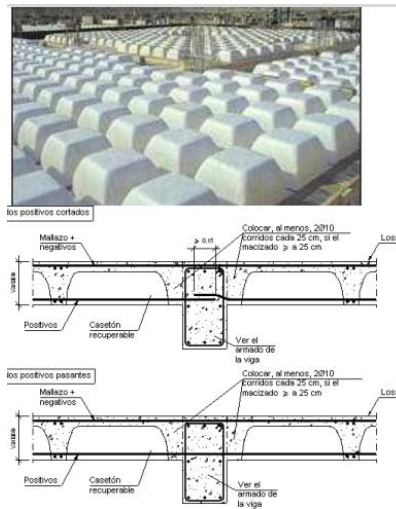 los positivos cortados
Mallazo +
negativos
≥ 0.15
Colocar, al menos, 2Ø10
corridos cada 25 cm, si el
macizado ≥ a 25 cm
Los
Variable
Positivos
Casetón
recuperable
Ver el
armado de
la viga
los positivos pasantes
Mallazo +
negativos
Colocar, al menos, 2Ø10
corridos cada 25 cm, si el
macizado ≥ a 25 cm
Los
Variable
Positivos
Casetón
recuperable
Ver el
armado de
la viga